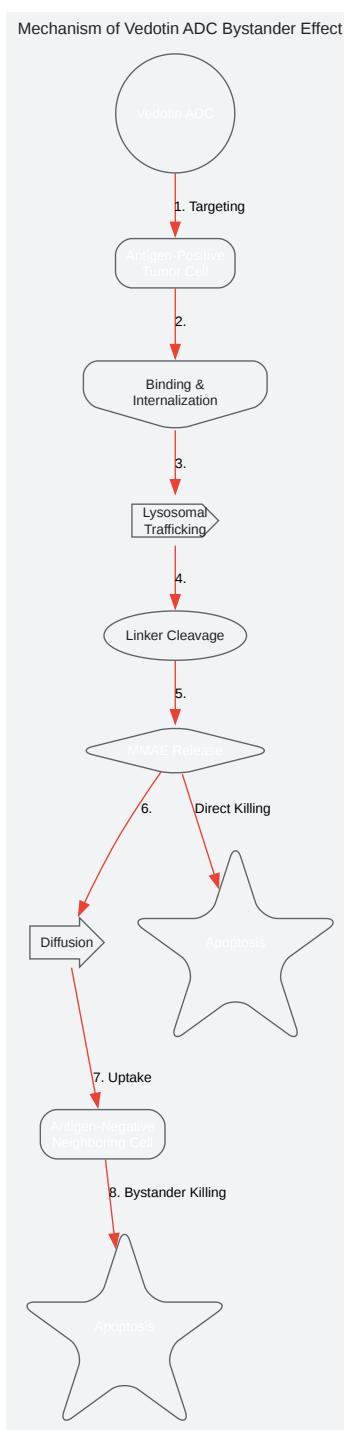 Mechanism of Vedotin ADC Bystander Effect
Vedotin ADC
1. Targeting
Antigen-Positive
Tumor Cell
2.
Binding &
Internalization
3.
Lysosomal
Trafficking
4.
Linker Cleavage
5.
MMAE Release
6.
Direct Killing
Diffusion
Apoptosis
7. Uptake
Antigen-Negative
Neighboring Cell
8. Bystander Killing
Apoptosis